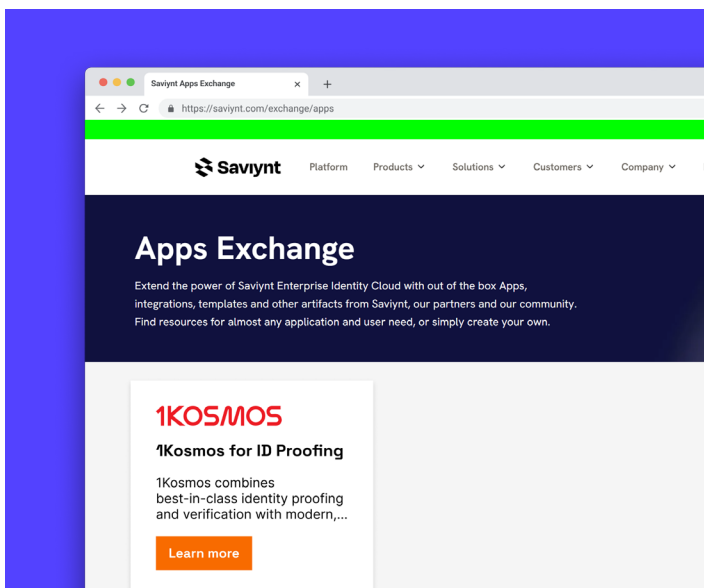 Saviynt Apps Exchange
https://saviynt.com/exchange/apps
Savıynt Platform Products Solutions Customers Company
Apps Exchange
Extend the power of Saviynt Enterprise Identity Cloud with out of the box Apps,
integrations, templates and other artifacts from Saviynt, our partners and our community.
Find resources for almost any application and user need, or simply create your own.
1KOSMOS
1Kosmos for ID Proofing
1Kosmos combines
best-in-class identity proofing
and verification with modern,...
Learn more